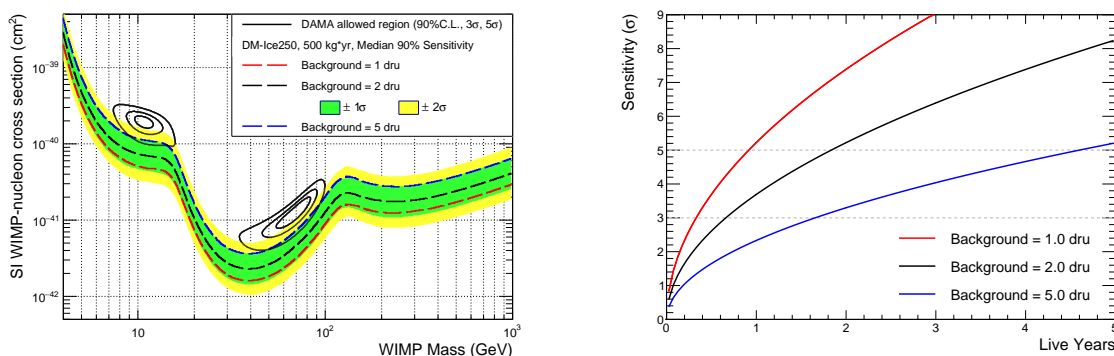 SI WIMP-nucleon cross section (cm²)
10⁻³⁹
10⁻⁴⁰
10⁻⁴¹
10⁻⁴²
DAMA allowed region (90%C.L., 3σ, 5σ)
DM-Ice250, 500 kg*yr, Median 90% Sensitivity
Background = 1 dru
Background = 2 dru
± 1σ ± 2σ
Background = 5 dru
10 10² 10³
WIMP Mass (GeV)
Sensitivity (σ)
9
8
7
6
5
4
3
2
1
0
Background = 1.0 dru
Background = 2.0 dru
Background = 5.0 dru
0 1 2 3 4 5
Live Years